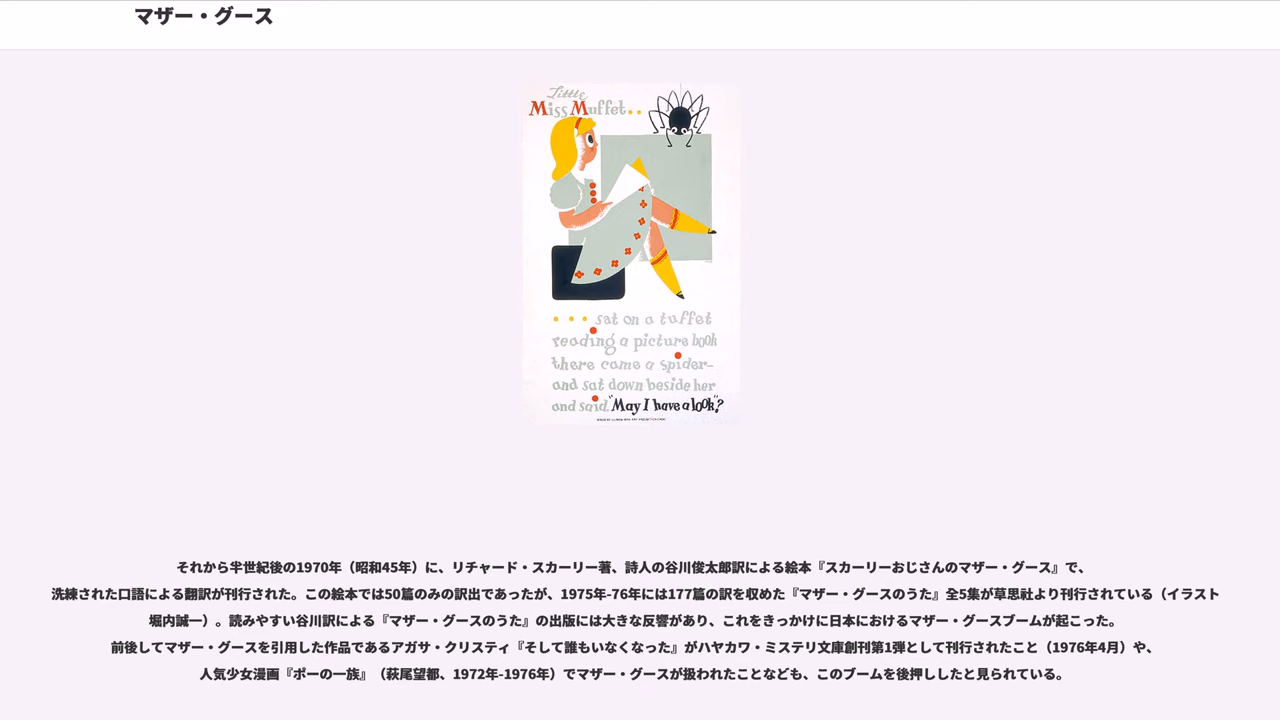 マザー・グース
Little
Miss Muffet..
... sat on a tuffet
reading a picture book
there came a spider-
and sat down beside her
and said "May I have a look"?
それから半世紀後の1970年（昭和45年）に、リチャード・スカーリー著、詩人の谷川俊太郎訳による絵本『スカーリーおじさんのマザー・グース』で、
洗練された口語による翻訳が刊行された。この絵本では50篇のみの訳出であったが、1975年-76年には177篇の訳を収めた『マザー・グースのうた』全5集が草思社より刊行されている（イラスト
堀内誠一）。読みやすい谷川訳による『マザー・グースのうた』の出版には大きな反響があり、これをきっかけに日本におけるマザー・グースブームが起こった。
前後してマザー・グースを引用した作品であるアガサ・クリスティ『そして誰もいなくなった』がハヤカワ・ミステリ文庫創刊第1弾として刊行されたこと（1976年4月）や、
人気少女漫画『ポーの一族』（萩尾望都、1972年-1976年）でマザー・グースが扱われたことなども、このブームを後押ししたと見られている。